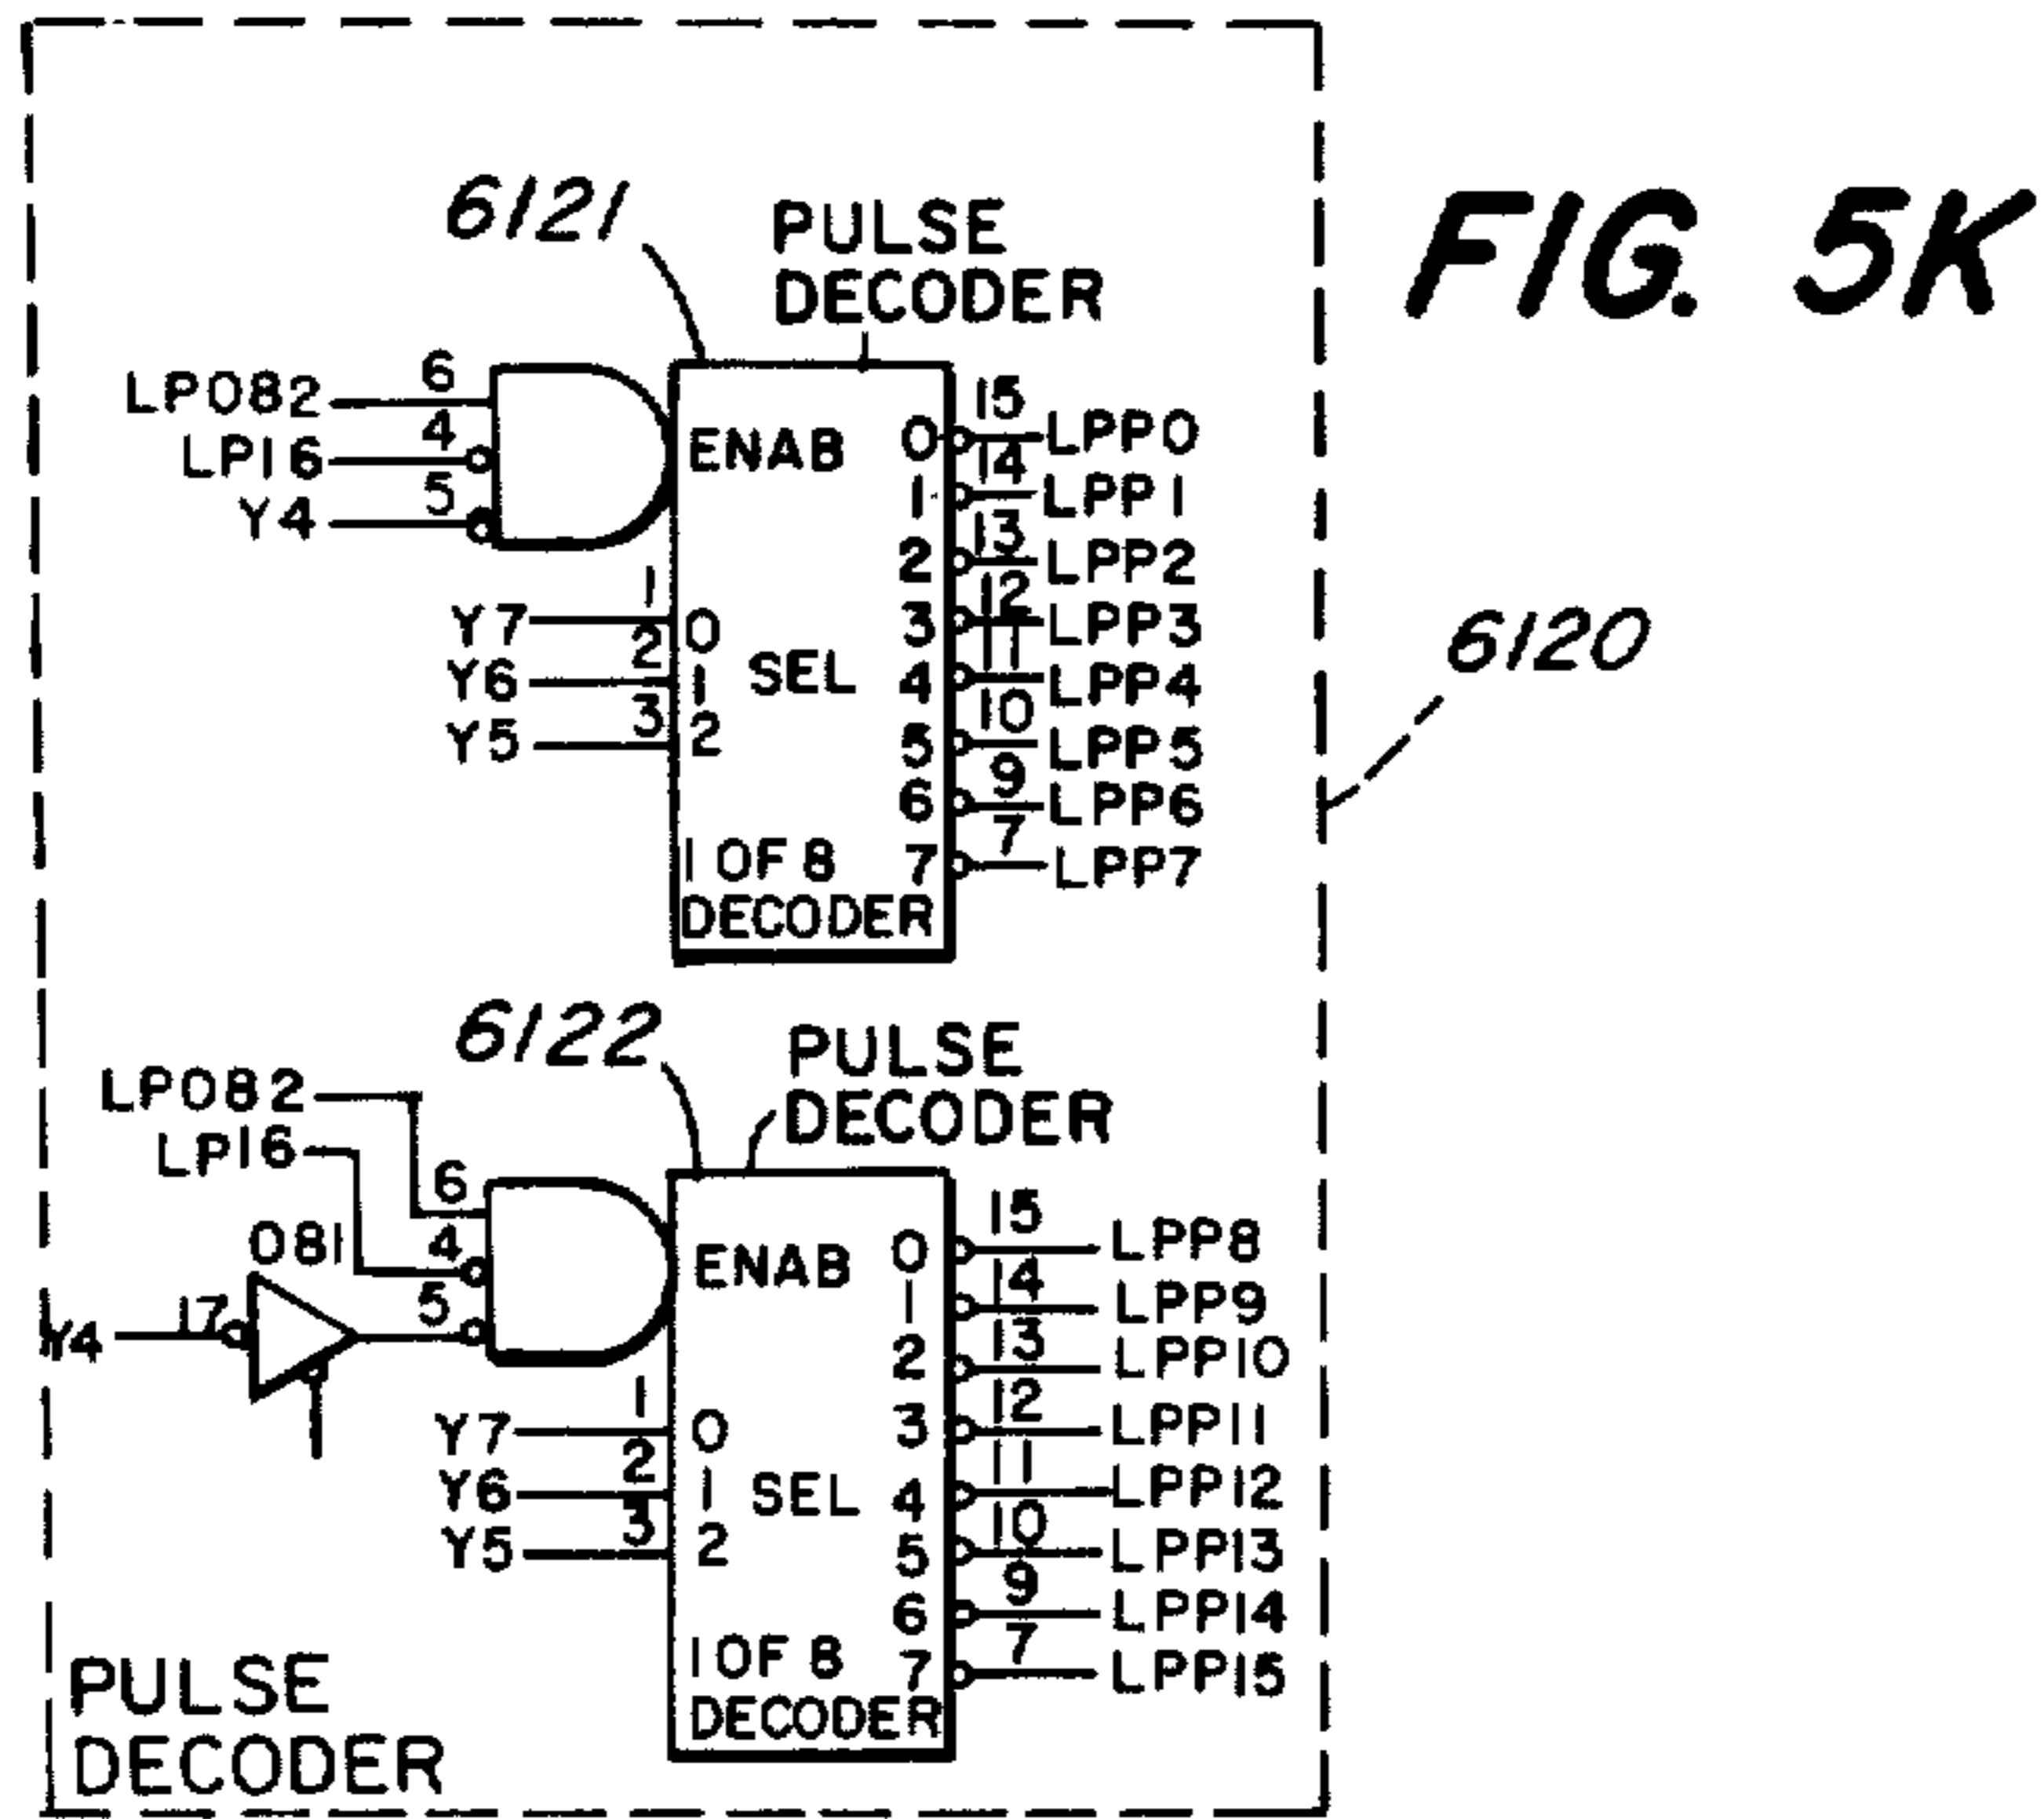 FIG. 5K
6120
6121
PULSE
DECODER
LP082 6
LP16 4
Y4 5
ENAB
Y7 1 0
Y6 2 1
Y5 3 2
SEL
0 15 LPP0
1 14 LPP1
2 13 LPP2
3 12 LPP3
4 11 LPP4
5 10 LPP5
6 9 LPP6
7 7 LPP7
1 OF 8
DECODER
6122
PULSE
DECODER
LP082 6
LP16 4
081
Y4 17 5
ENAB
Y7 1 0
Y6 2 1
Y5 3 2
SEL
0 15 LPP8
1 14 LPP9
2 13 LPP10
3 12 LPP11
4 11 LPP12
5 10 LPP13
6 9 LPP14
7 7 LPP15
1 OF 8
DECODER
PULSE
DECODER